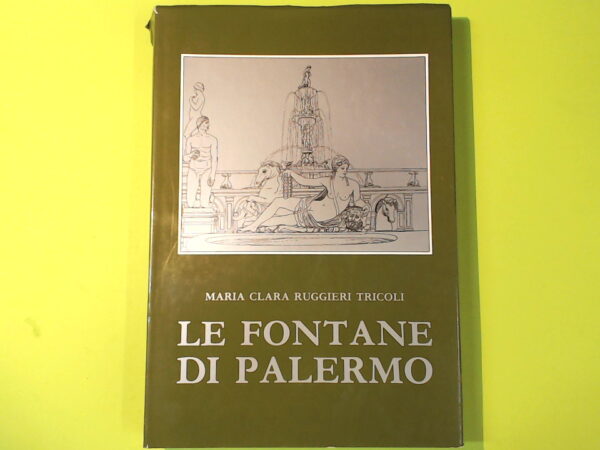 MARIA CLARA RUGGIERI TRICOLI
LE FONTANE
DI PALERMO